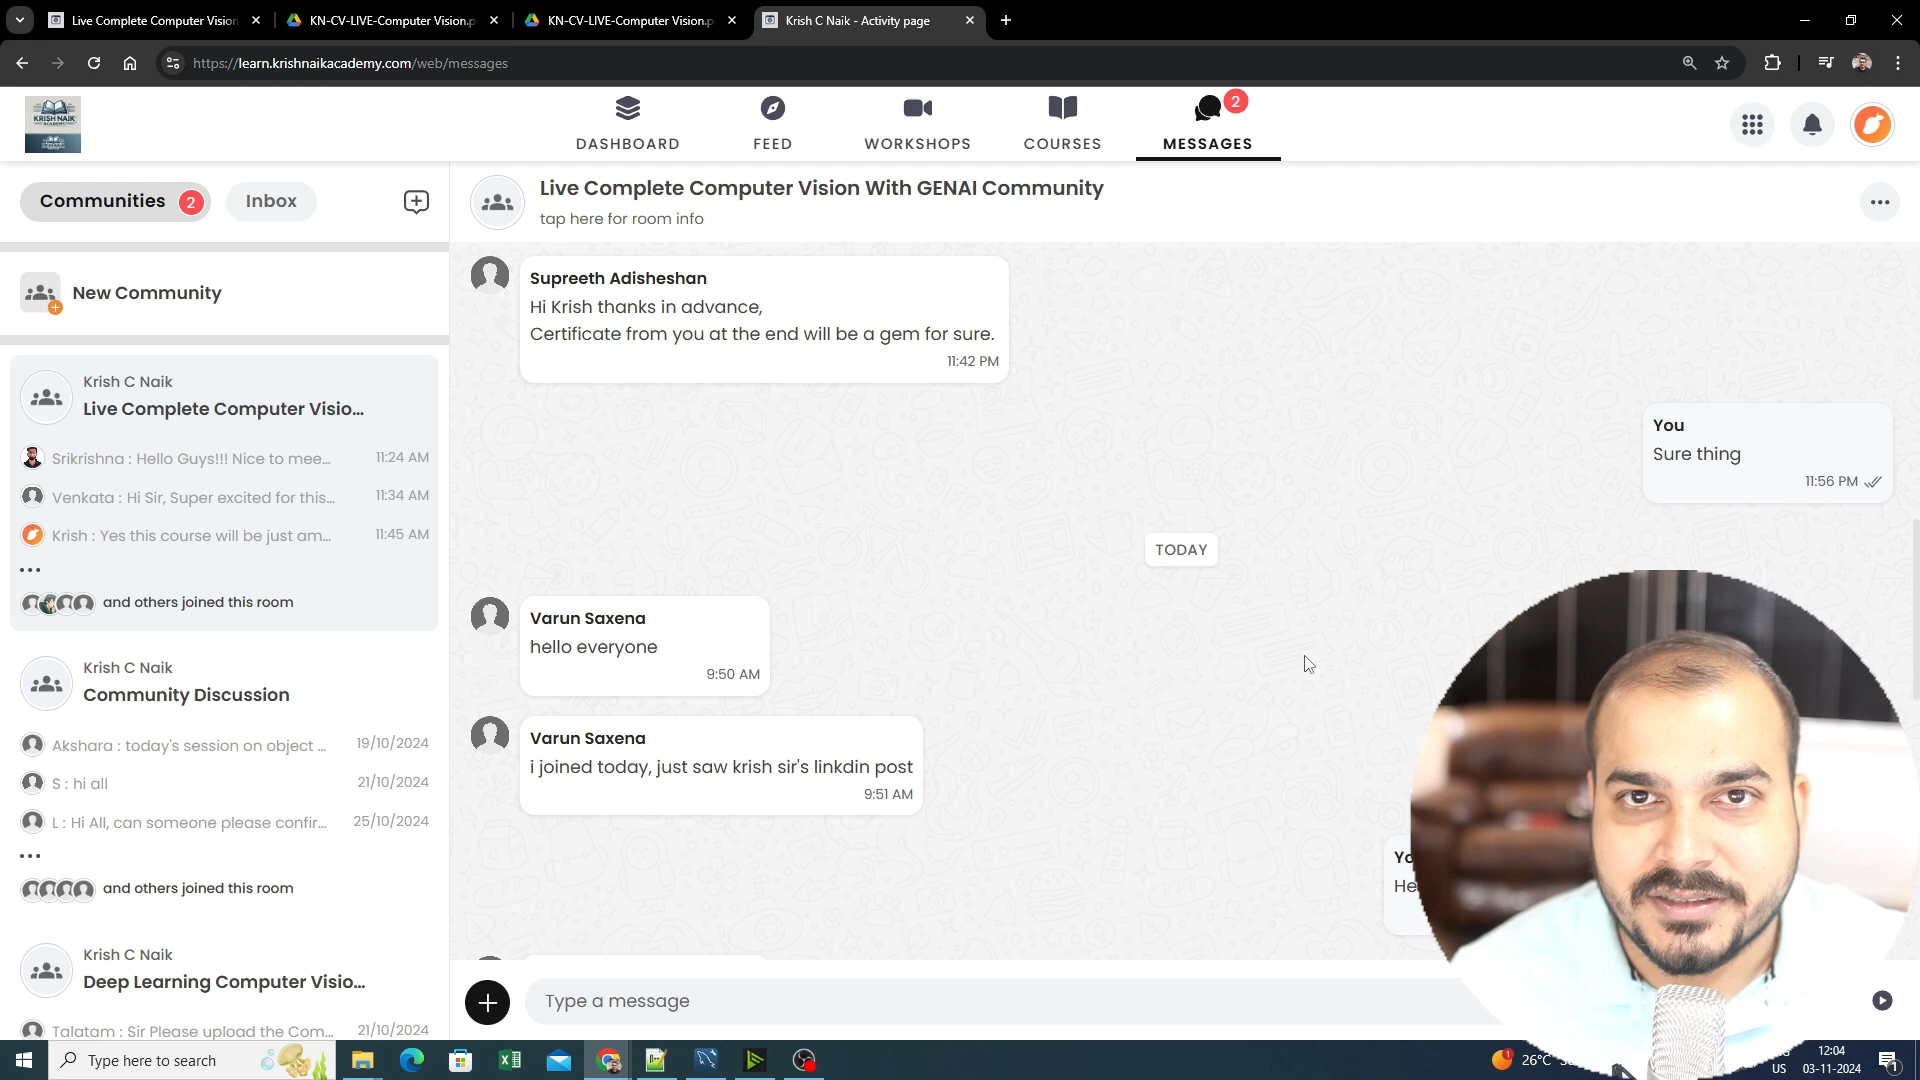 Live Complete Computer Vision
KN-CV-LIVE-Computer Vision.p
KN-CV-LIVE-Computer Vision.p
Krish C Naik - Activity page
https://learn.krishnaikacademy.com/web/messages
KRISH NAIK
DASHBOARD
FEED
WORKSHOPS
COURSES
MESSAGES
2
Communities
2
Inbox
New Community
Krish C Naik
Live Complete Computer Visio...
Srikrishna : Hello Guys!!! Nice to mee...
11:24 AM
Venkata : Hi Sir, Super excited for this...
11:34 AM
Krish : Yes this course will be just am...
11:45 AM
and others joined this room
Krish C Naik
Community Discussion
Akshara : today's session on object ...
19/10/2024
S : hi all
21/10/2024
L : Hi All, can someone please confir...
25/10/2024
and others joined this room
Krish C Naik
Deep Learning Computer Visio...
Talatam : Sir Please upload the Com...
21/10/2024
Live Complete Computer Vision With GENAI Community
tap here for room info
Supreeth Adisheshan
Hi Krish thanks in advance,
Certificate from you at the end will be a gem for sure.
11:42 PM
You
Sure thing
11:56 PM
TODAY
Varun Saxena
hello everyone
9:50 AM
Varun Saxena
i joined today, just saw krish sir's linkdin post
9:51 AM
Type a message
Type here to search
26°C
US
12:04
03-11-2024
1